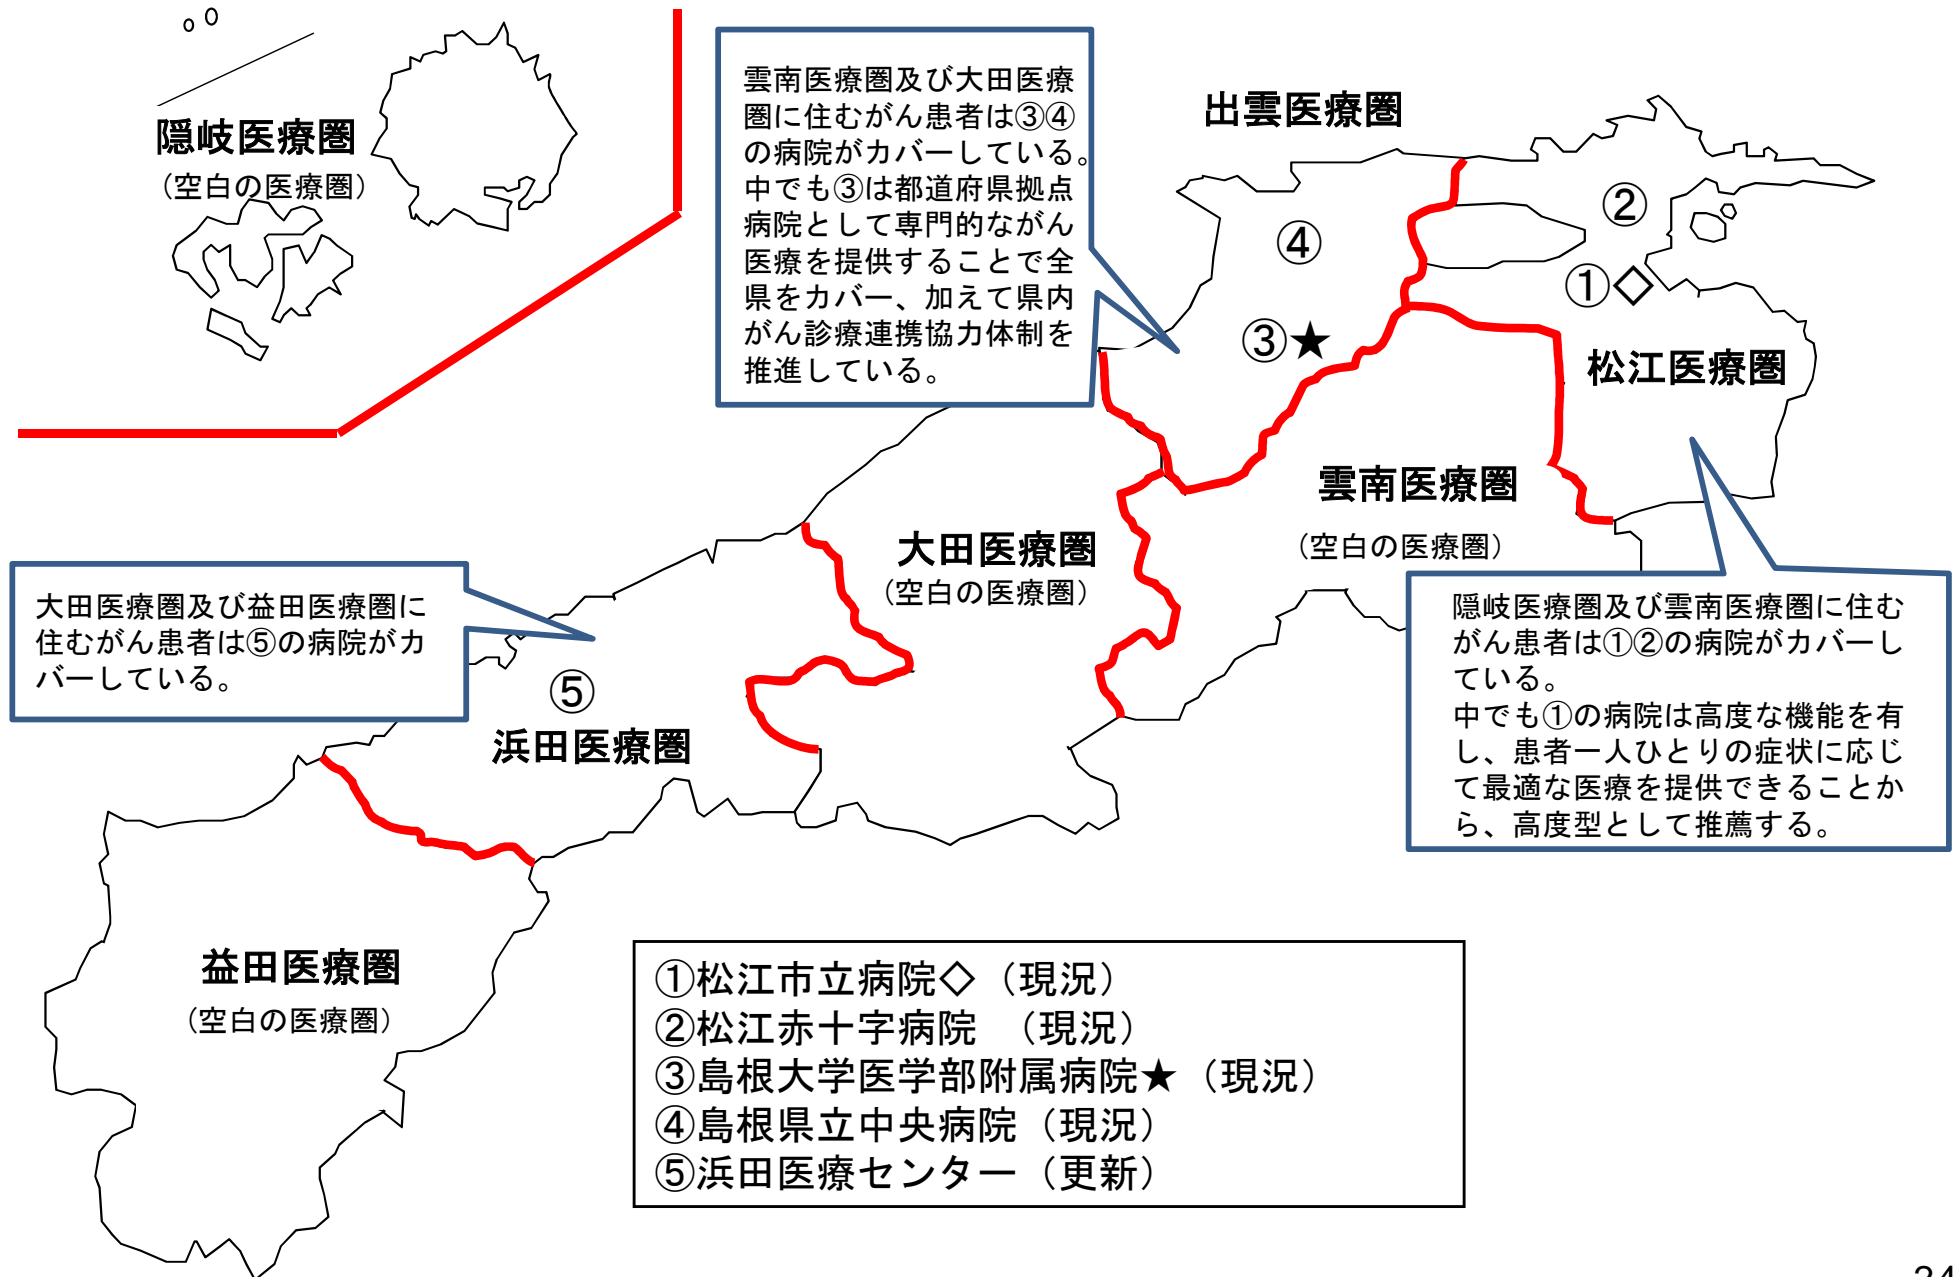 隠岐医療圏
（空白の医療圏）
雲南医療圏及び大田医療
圏に住むがん患者は③④
の病院がカバーしている。
中でも③は都道府県拠点
病院として専門的ながん
医療を提供することで全
県をカバー、加えて県内
がん診療連携協力体制を
推進している。
出雲医療圏
②
④
①◇
③★
松江医療圏
雲南医療圏
（空白の医療圏）
大田医療圏
（空白の医療圏）
大田医療圏及び益田医療圏に
住むがん患者は⑤の病院がカ
バーしている。
⑤
浜田医療圏
隠岐医療圏及び雲南医療圏に住む
がん患者は①②の病院がカバーし
ている。
中でも①の病院は高度な機能を有
し、患者一人ひとりの症状に応じ
て最適な医療を提供できることか
ら、高度型として推薦する。
益田医療圏
（空白の医療圏）
①松江市立病院◇（現況）
②松江赤十字病院　（現況）
③島根大学医学部附属病院★（現況）
④島根県立中央病院（現況）
⑤浜田医療センター（更新）